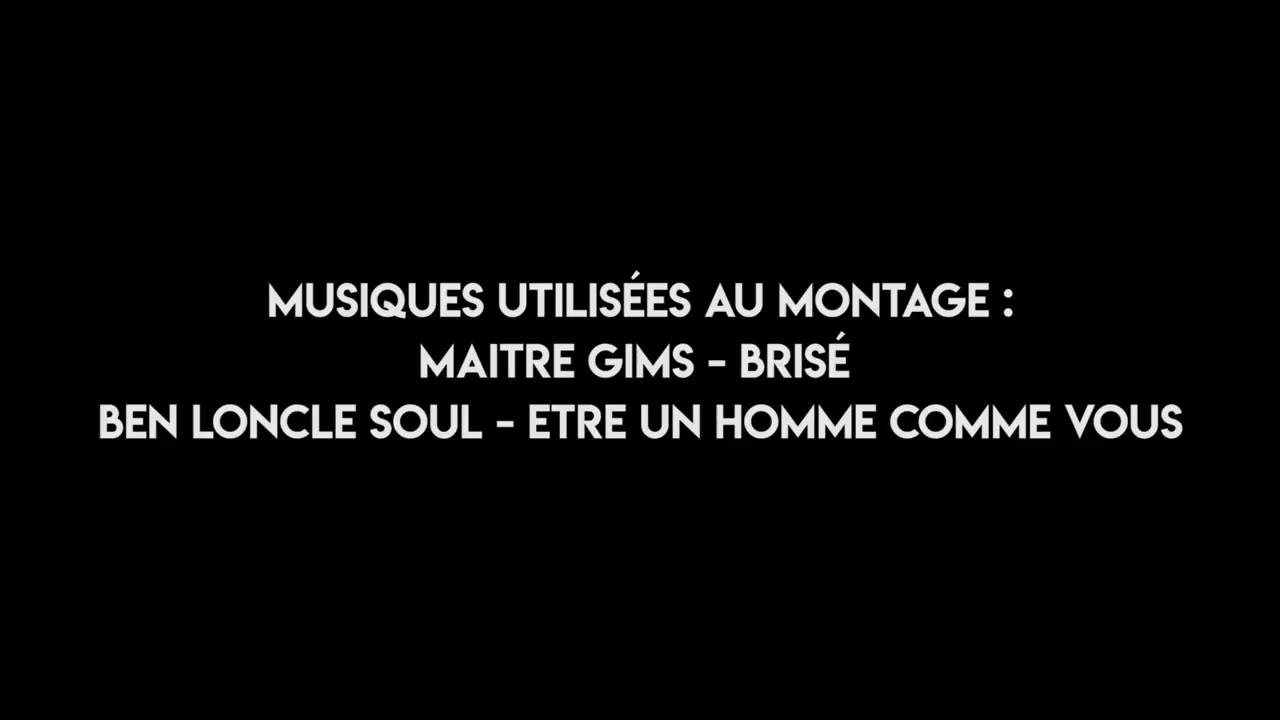 MUSIQUES UTILISÉES AU MONTAGE :
MAITRE GIMS - BRISÉ
BEN LONCLE SOUL - ETRE UN HOMME COMME VOUS